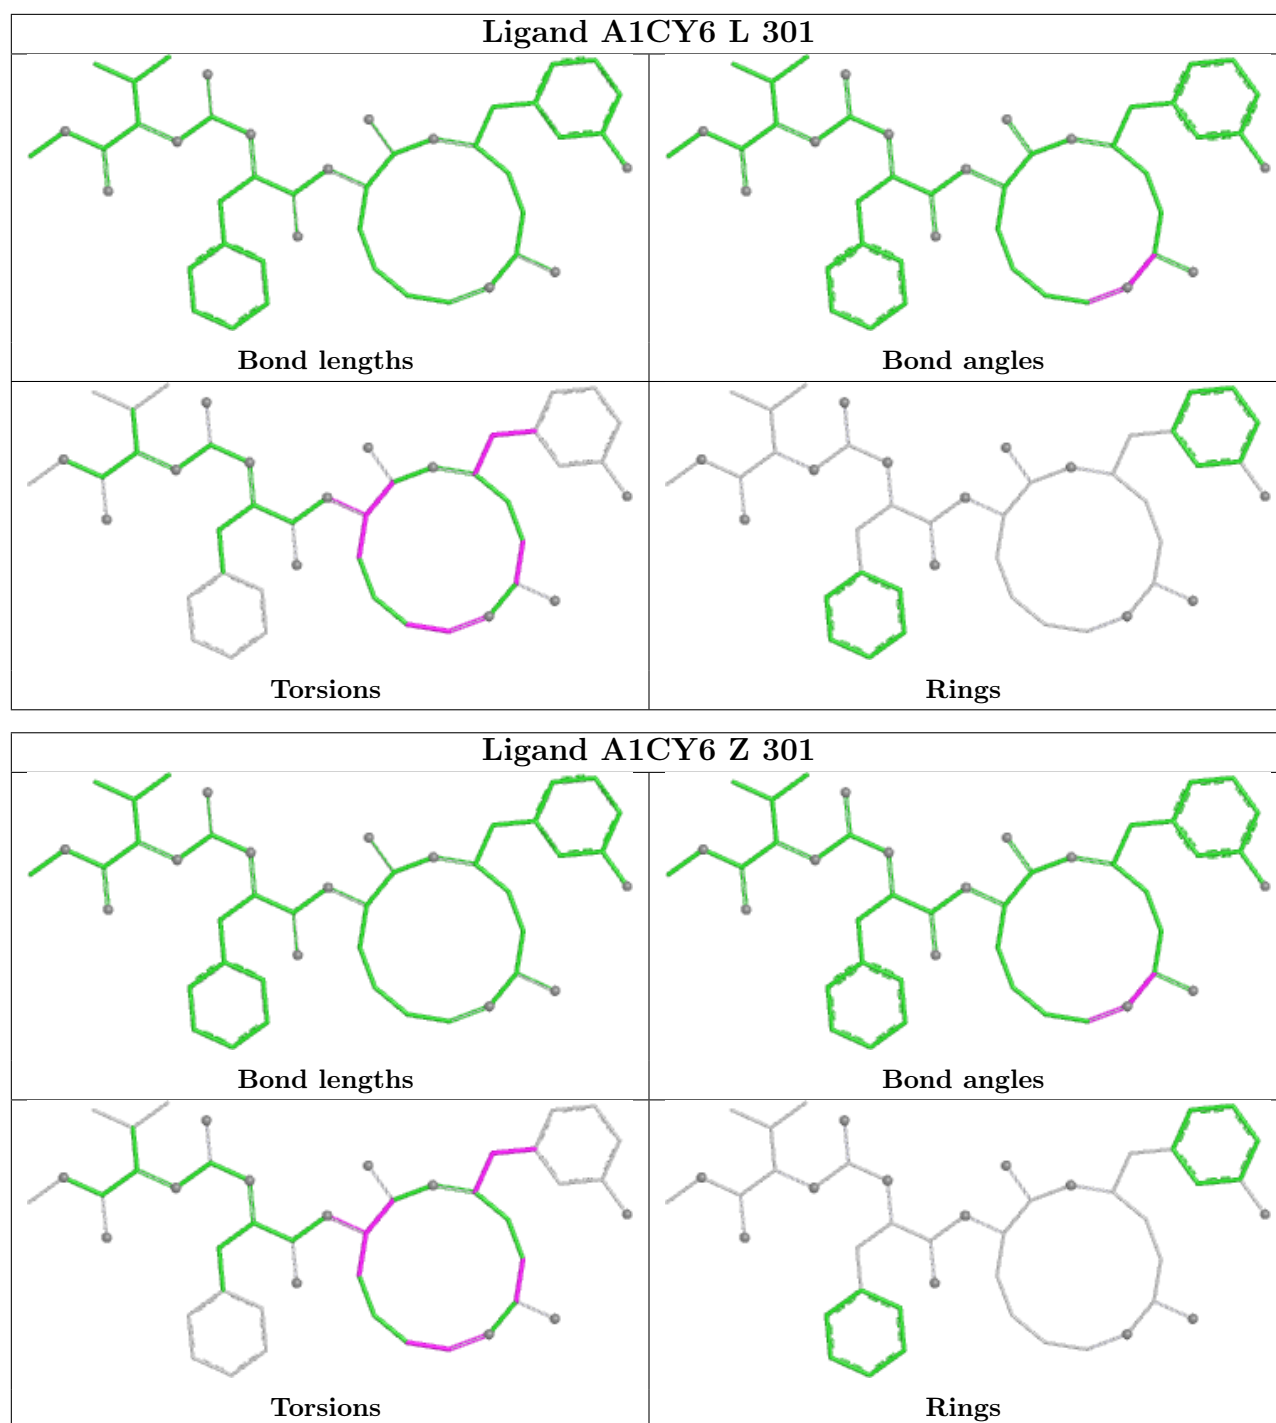 Ligand A1CY6 L 301
Bond lengths
Bond angles
Torsions
Rings
Ligand A1CY6 Z 301
Bond lengths
Bond angles
Torsions
Rings